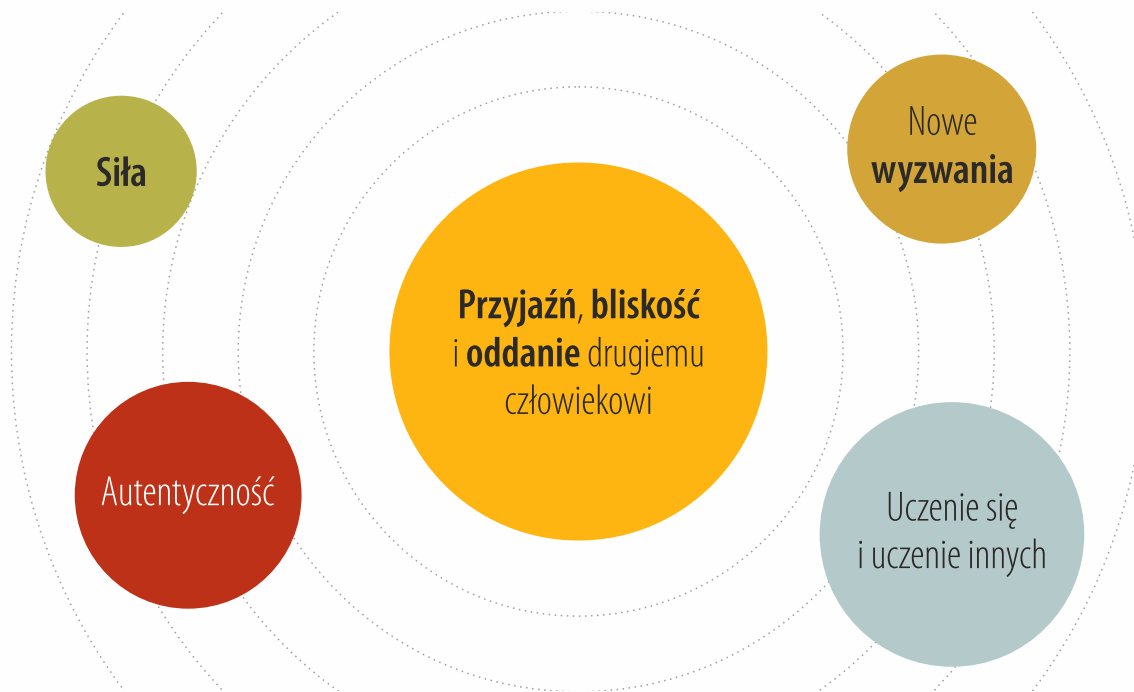 Siła
Nowe
wyzwania
Przyjaźń, bliskość
i oddanie drugiemu
człowiekowi
Autentyczność
Uczenie się
i uczenie innych